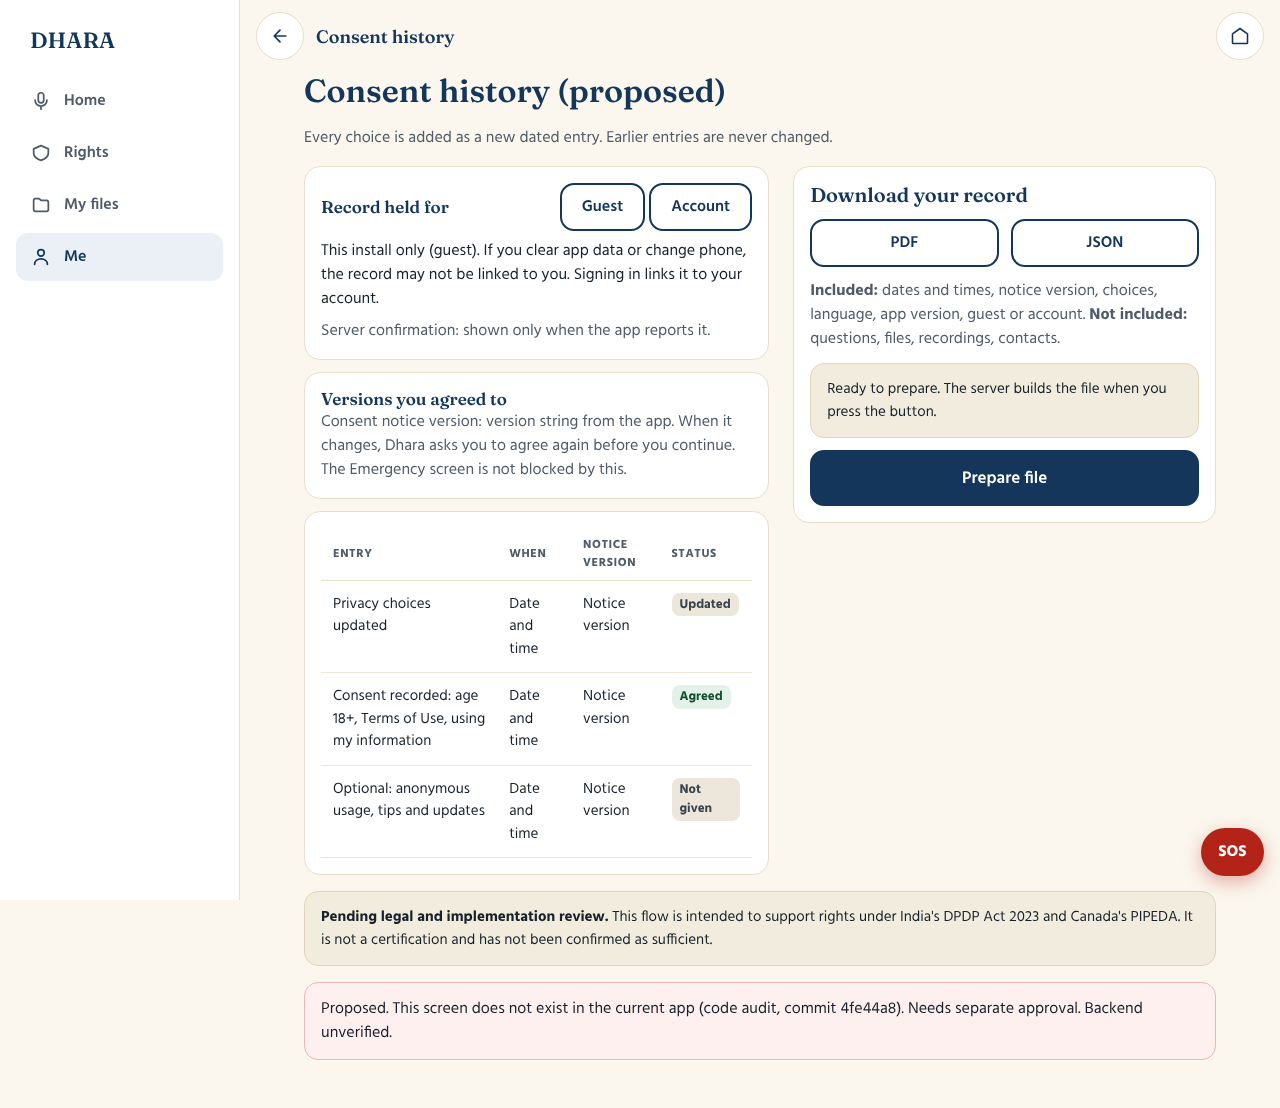 DHARA
Home
Rights
My files
Me
Consent history
Consent history (proposed)
Every choice is added as a new dated entry. Earlier entries are never changed.
Record held for
Guest
Account
This install only (guest). If you clear app data or change phone,
the record may not be linked to you. Signing in links it to your
account.
Server confirmation: shown only when the app reports it.
Versions you agreed to
Consent notice version: version string from the app. When it
changes, Dhara asks you to agree again before you continue.
The Emergency screen is not blocked by this.
ENTRY
WHEN
NOTICE
VERSION
STATUS
Privacy choices
updated
Date
and
time
Notice
version
Updated
Consent recorded: age
18+, Terms of Use, using
my information
Date
and
time
Notice
version
Agreed
Optional: anonymous
usage, tips and updates
Date
and
time
Notice
version
Not
given
Download your record
PDF
JSON
Included: dates and times, notice version, choices,
language, app version, guest or account. Not included:
questions, files, recordings, contacts.
Ready to prepare. The server builds the file when you
press the button.
Prepare file
SOS
Pending legal and implementation review. This flow is intended to support rights under India's DPDP Act 2023 and Canada's PIPEDA. It
is not a certification and has not been confirmed as sufficient.
Proposed. This screen does not exist in the current app (code audit, commit 4fe44a8). Needs separate approval. Backend
unverified.